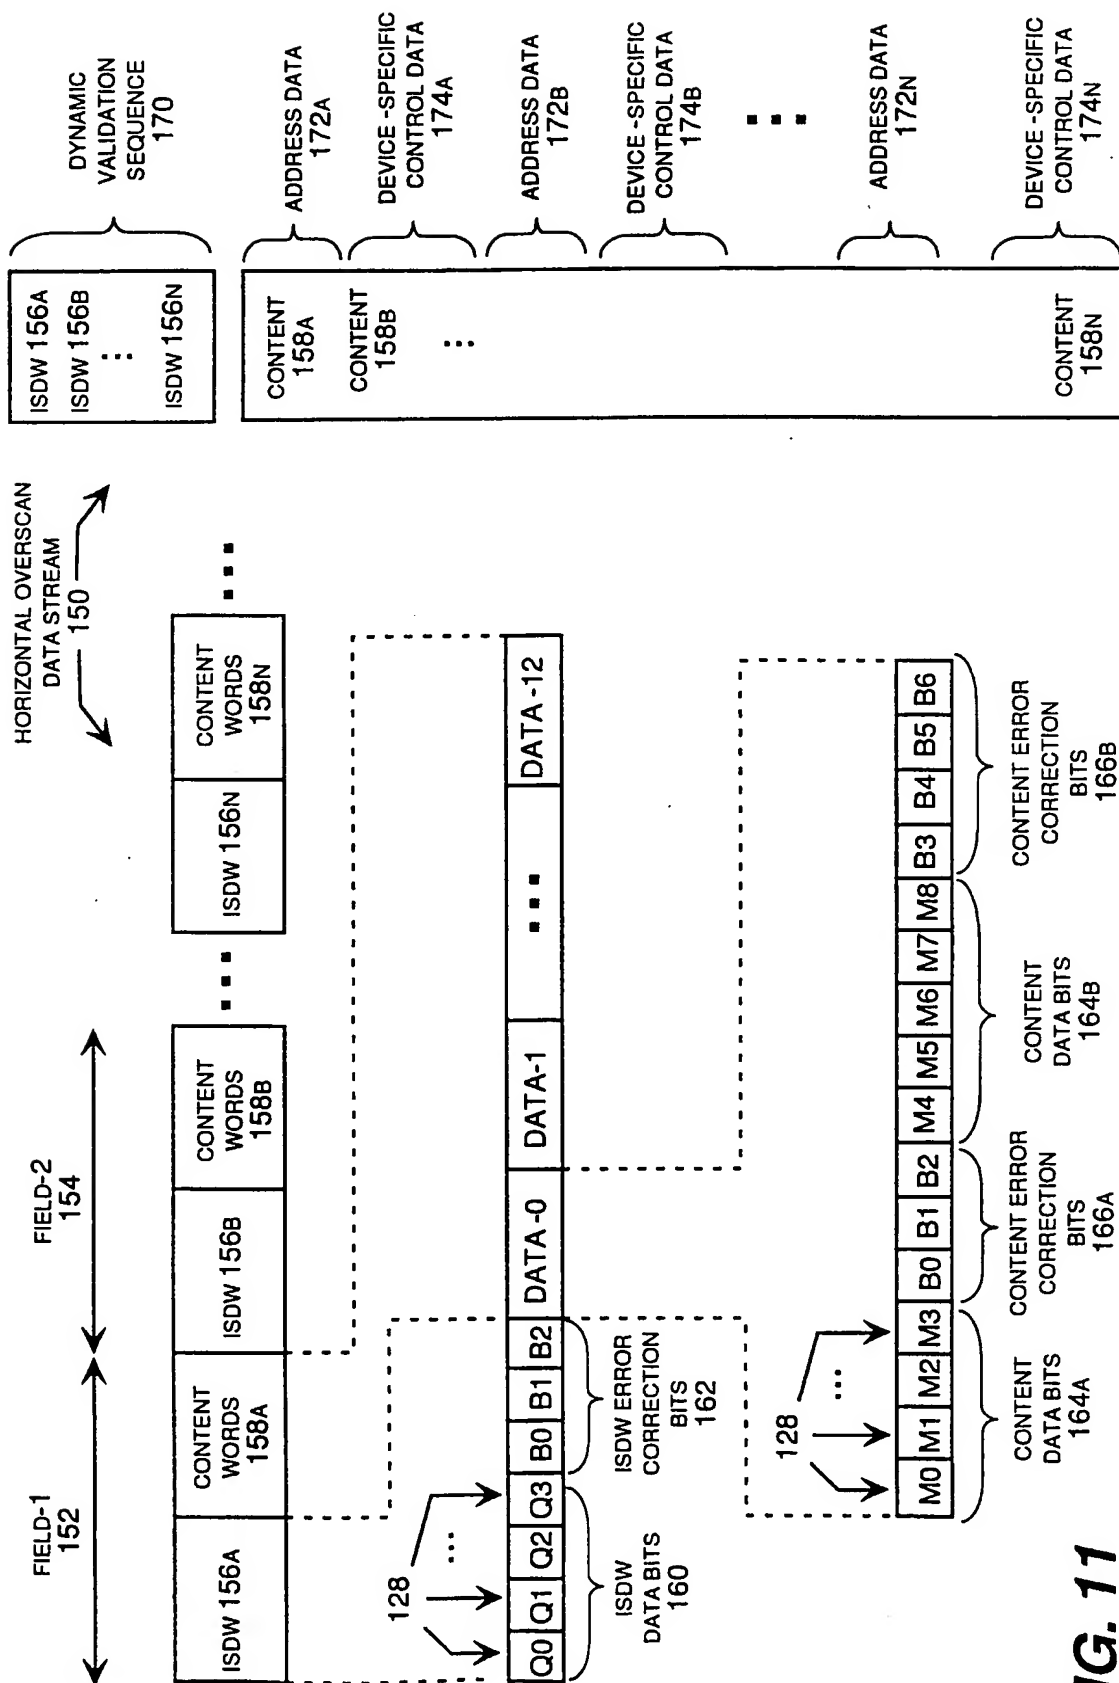 HORIZONTAL OVERSCAN
DATA STREAM
150
FIELD-1
152
FIELD-2
154
ISDW 156A
CONTENT
WORDS
158A
ISDW 156B
CONTENT
WORDS
158B
ISDW 156N
CONTENT
WORDS
158N
128
Q0 Q1 Q2 Q3 B0 B1 B2 DATA-0 DATA-1 DATA-12
ISDW
DATA BITS
160
ISDW ERROR
CORRECTION
BITS
162
128
M0 M1 M2 M3 B0 B1 B2 M4 M5 M6 M7 M8 B3 B4 B5 B6
CONTENT
DATA BITS
164A
CONTENT ERROR
CORRECTION
BITS
166A
CONTENT
DATA BITS
164B
CONTENT ERROR
CORRECTION
BITS
166B
ISDW 156A
ISDW 156B
ISDW 156N
DYNAMIC
VALIDATION
SEQUENCE
170
CONTENT
158A
CONTENT
158B
CONTENT
158N
ADDRESS DATA
172A
DEVICE-SPECIFIC
CONTROL DATA
174A
ADDRESS DATA
172B
DEVICE-SPECIFIC
CONTROL DATA
174B
ADDRESS DATA
172N
DEVICE-SPECIFIC
CONTROL DATA
174N
IG. 11